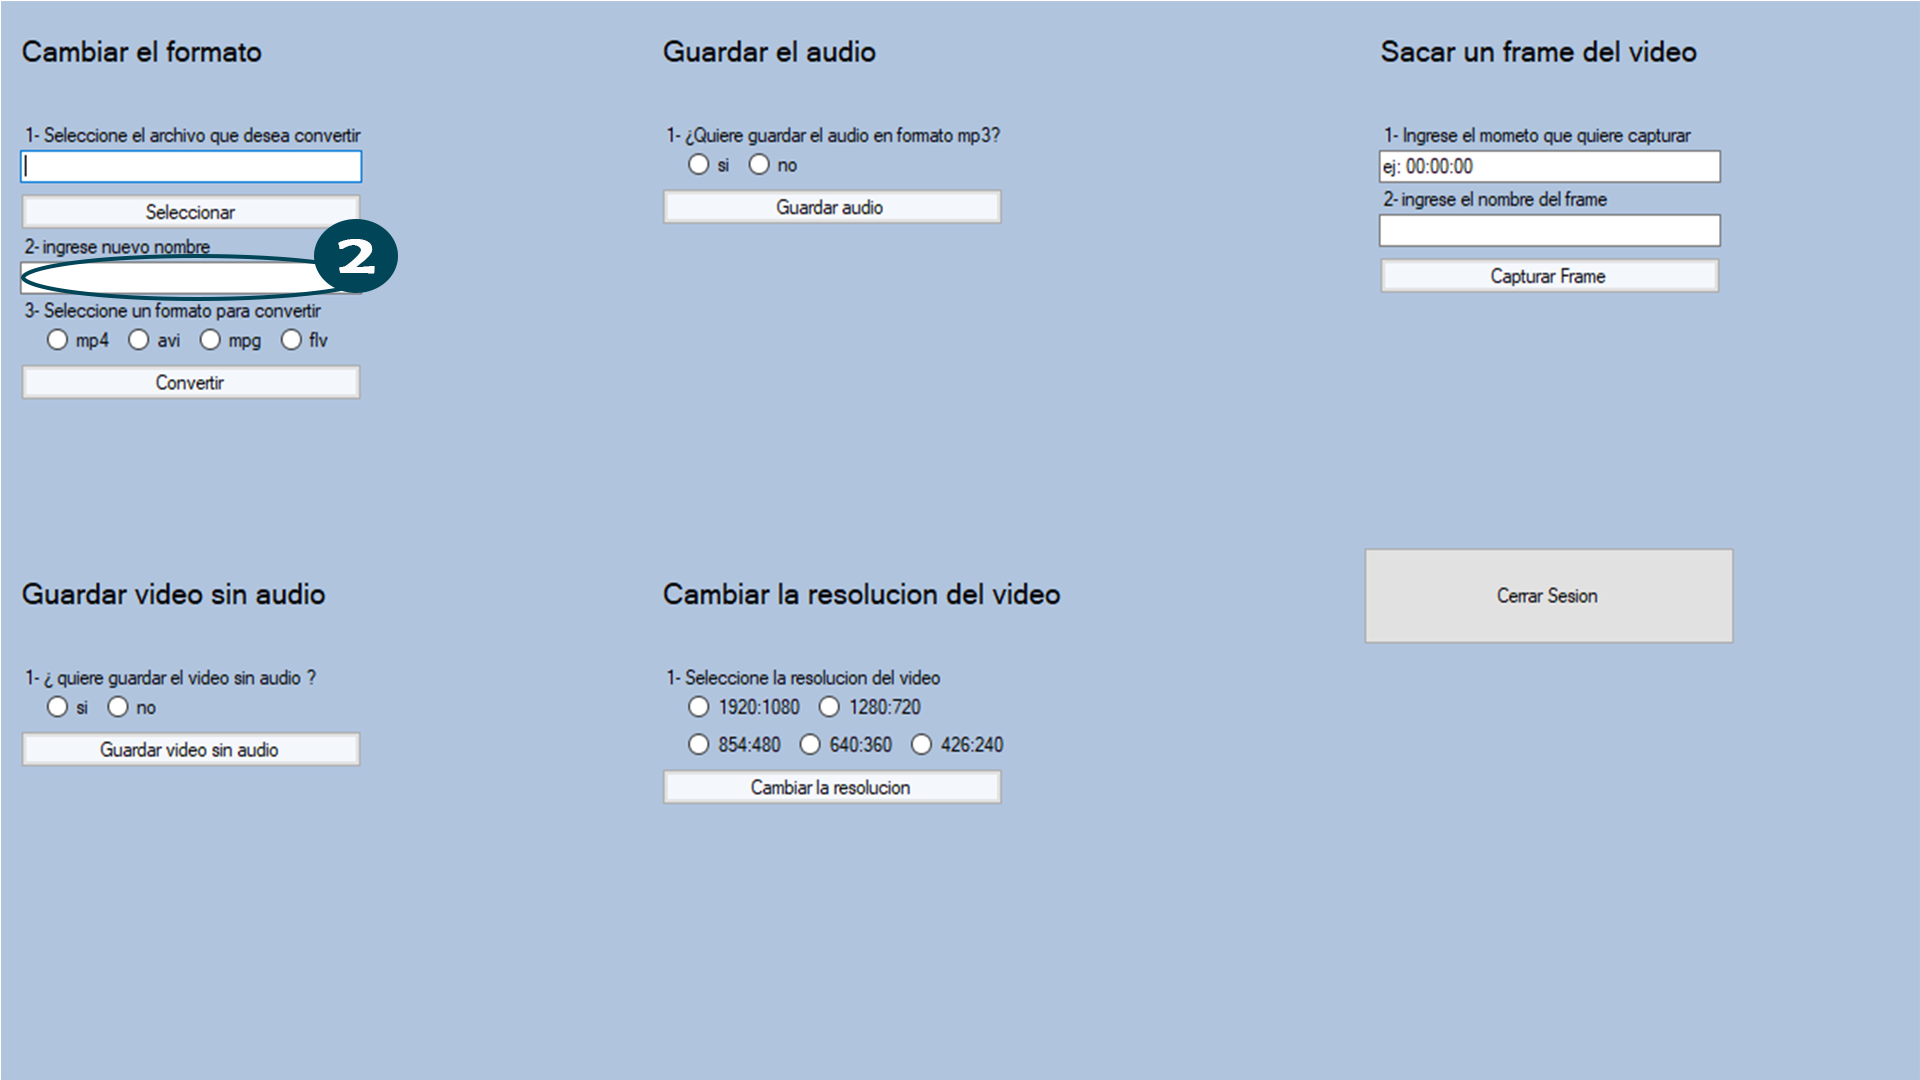 Cambiar el formato
1- Seleccione el archivo que desea convertir
Seleccionar
2- ingrese nuevo nombre
2
3- Seleccione un formato para convertir
mp4 avi mpg flv
Convertir
Guardar el audio
1- ¿Quiere guardar el audio en formato mp3?
si no
Guardar audio
Sacar un frame del video
1- Ingrese el mometo que quiere capturar
ej: 00:00:00
2- ingrese el nombre del frame
Capturar Frame
Guardar video sin audio
1- ¿ quiere guardar el video sin audio ?
si no
Guardar video sin audio
Cambiar la resolucion del video
1- Seleccione la resolucion del video
1920:1080 1280:720
854:480 640:360 426:240
Cambiar la resolucion
Cerrar Sesion